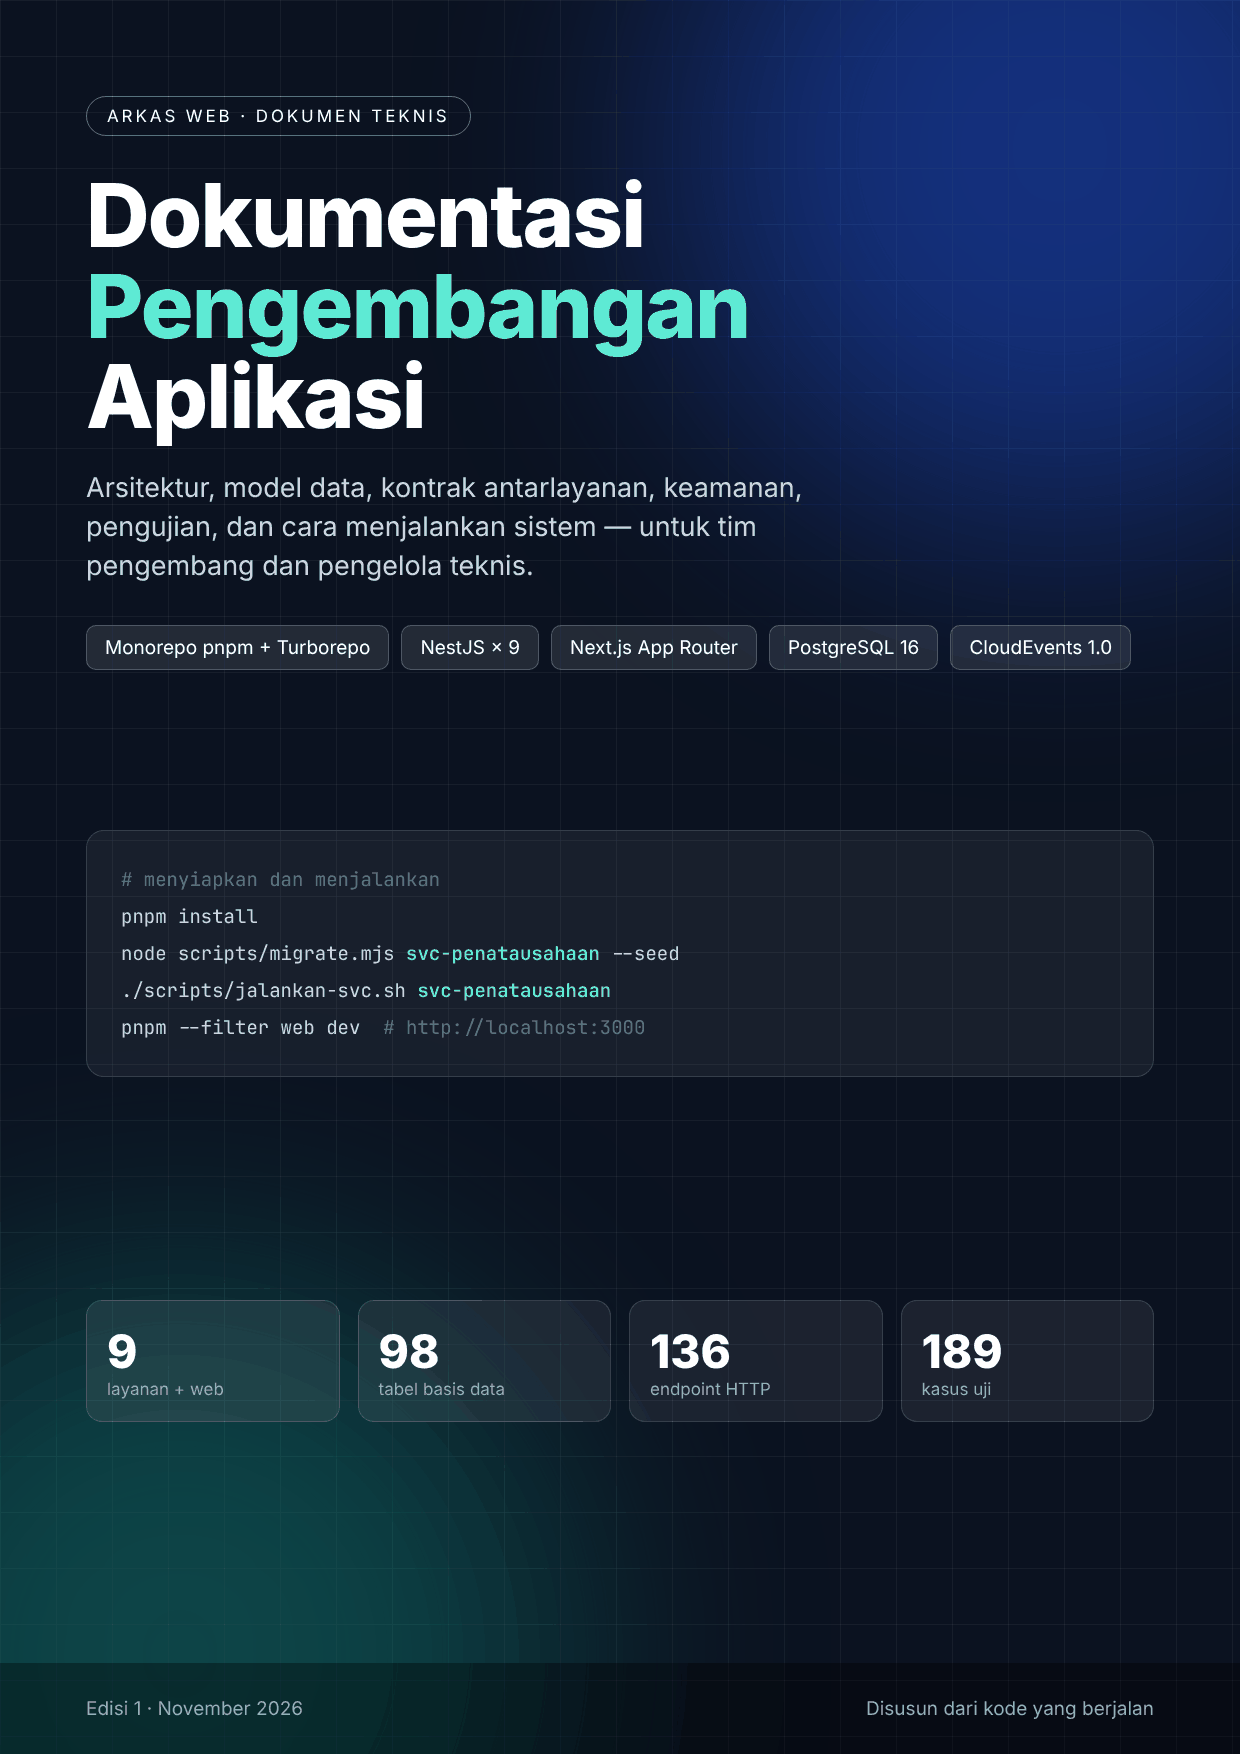 ARKAS WEB · DOKUMEN TEKNIS
Dokumentasi
Pengembangan
Aplikasi
Arsitektur, model data, kontrak antarlayanan, keamanan,
pengujian, dan cara menjalankan sistem — untuk tim
pengembang dan pengelola teknis.
Monorepo pnpm + Turborepo NestJS × 9 Next.js App Router PostgreSQL 16 CloudEvents 1.0
# menyiapkan dan menjalankan
pnpm install
node scripts/migrate.mjs svc-penatausahaan --seed
./scripts/jalankan-svc.sh svc-penatausahaan
pnpm --filter web dev # http://localhost:3000
9 98 136 189
layanan + web tabel basis data endpoint HTTP kasus uji
Edisi 1 · November 2026 Disusun dari kode yang berjalan